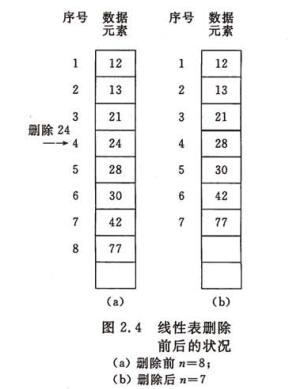 序号 数据 序号 数据
元素 元素
1 12 1 12
2 13 2 13
3 21 3 21
删除 24
4 24 4 28
5 28 5 30
6 30 6 42
7 42 7 77
8 77
(a) (b)
图 2.4 线性表删除
前后的状况
(a) 删除前 n=8;
(b) 删除后 n=7